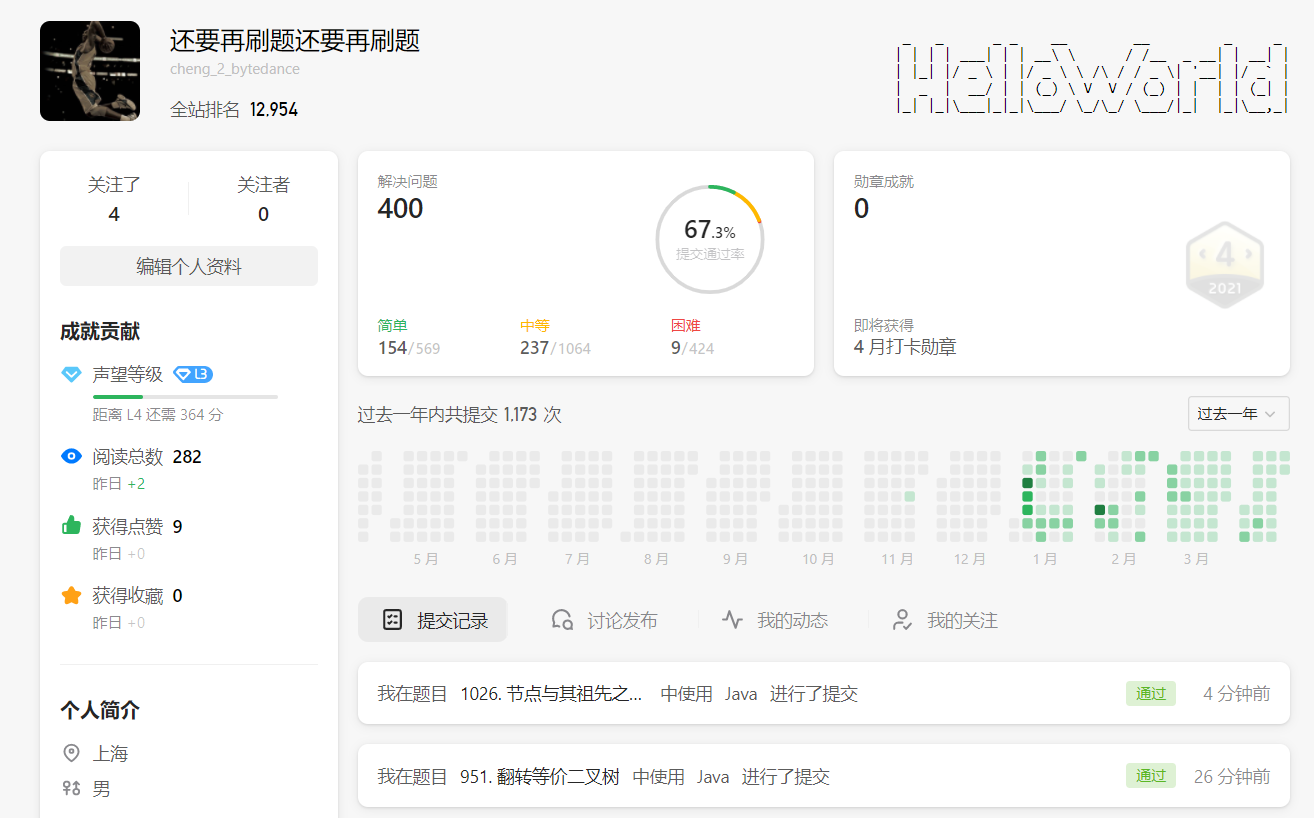 还要再刷题还要再刷题
cheng_2_bytedance
全站排名 12,954
HelloWorld
关注了 关注者
4 0
编辑个人资料
成就贡献
声望等级 L3
距离 L4 还需 364 分
阅读总数 282
昨日 +2
获得点赞 9
昨日 +0
获得收藏 0
昨日 +0
个人简介
上海
男
解决问题
400
67.3%
提交通过率
简单 中等 困难
154/569 237/1064 9/424
勋章成就
0
4
2021
即将获得
4 月打卡勋章
过去一年内共提交 1,173 次 过去一年
5 月 6 月 7 月 8 月 9 月 10 月 11 月 12 月 1 月 2 月 3 月
提交记录 讨论发布 我的动态 我的关注
我在题目 1026. 节点与其祖先之... 中使用 Java 进行了提交 通过 4 分钟前
我在题目 951. 翻转等价二叉树 中使用 Java 进行了提交 通过 26 分钟前